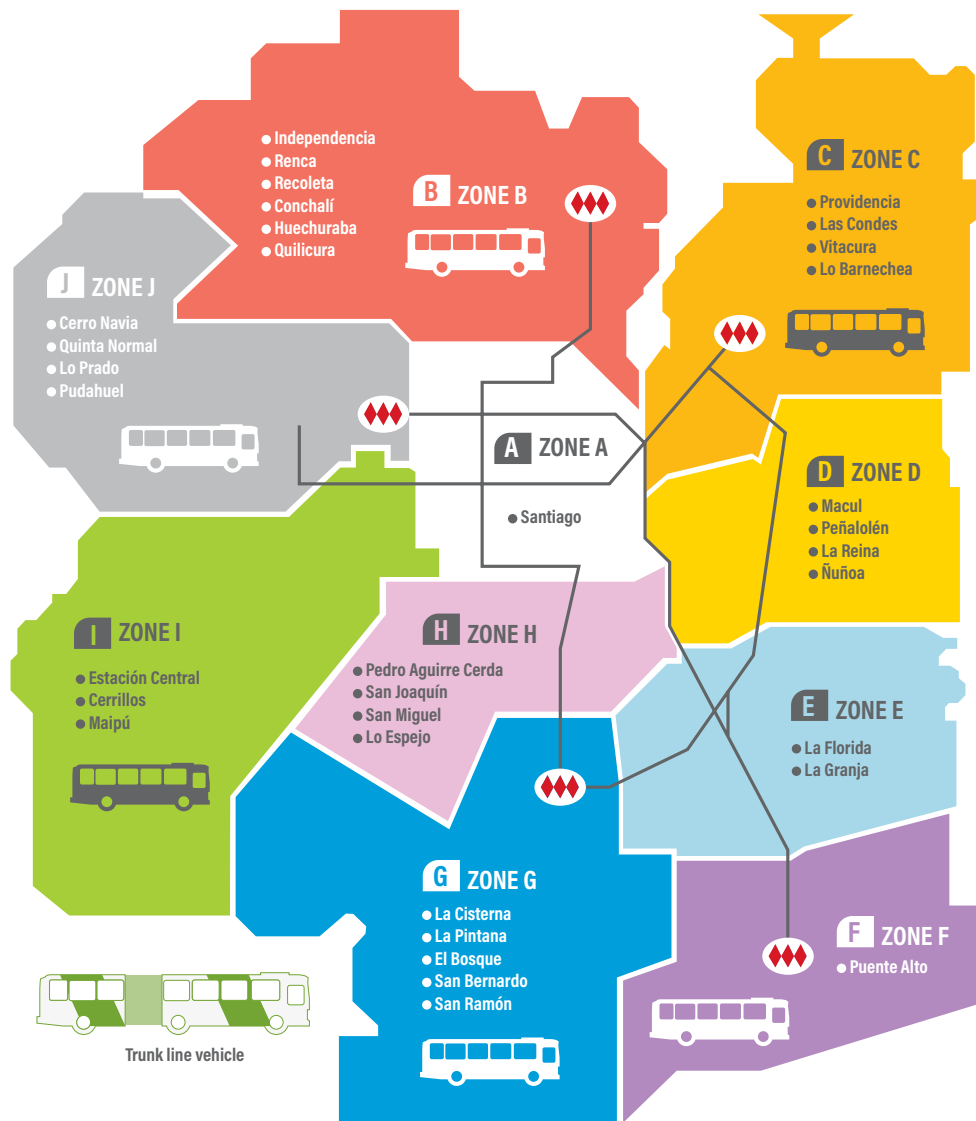 Independencia
Renca
Recoleta
Conchalí
Huechuraba
Quilicura
B ZONE B
C ZONE C
Providencia
Las Condes
Vitacura
Lo Barnechea
J ZONE J
Cerro Navia
Quinta Normal
Lo Prado
Pudahuel
A ZONE A
Santiago
D ZONE D
Macul
Peñalolén
La Reina
Ñuñoa
I ZONE I
Estación Central
Cerrillos
Maipú
H ZONE H
Pedro Aguirre Cerda
San Joaquín
San Miguel
Lo Espejo
E ZONE E
La Florida
La Granja
G ZONE G
La Cisterna
La Pintana
El Bosque
San Bernardo
San Ramón
F ZONE F
Puente Alto
Trunk line vehicle